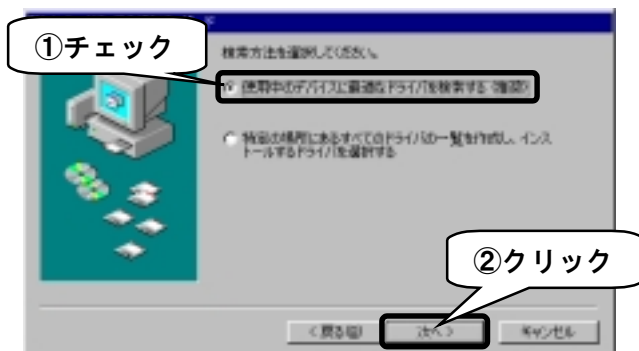 ①チェック
検索方法を選択してください。
使用中のデバイスに最適なドライバを検索する (推奨)
特定の場所にあるすべてのドライバの一覧を作成し、インス
トールするドライバを選択する
②クリック
< 戻る(B)
次へ >
キャンセル